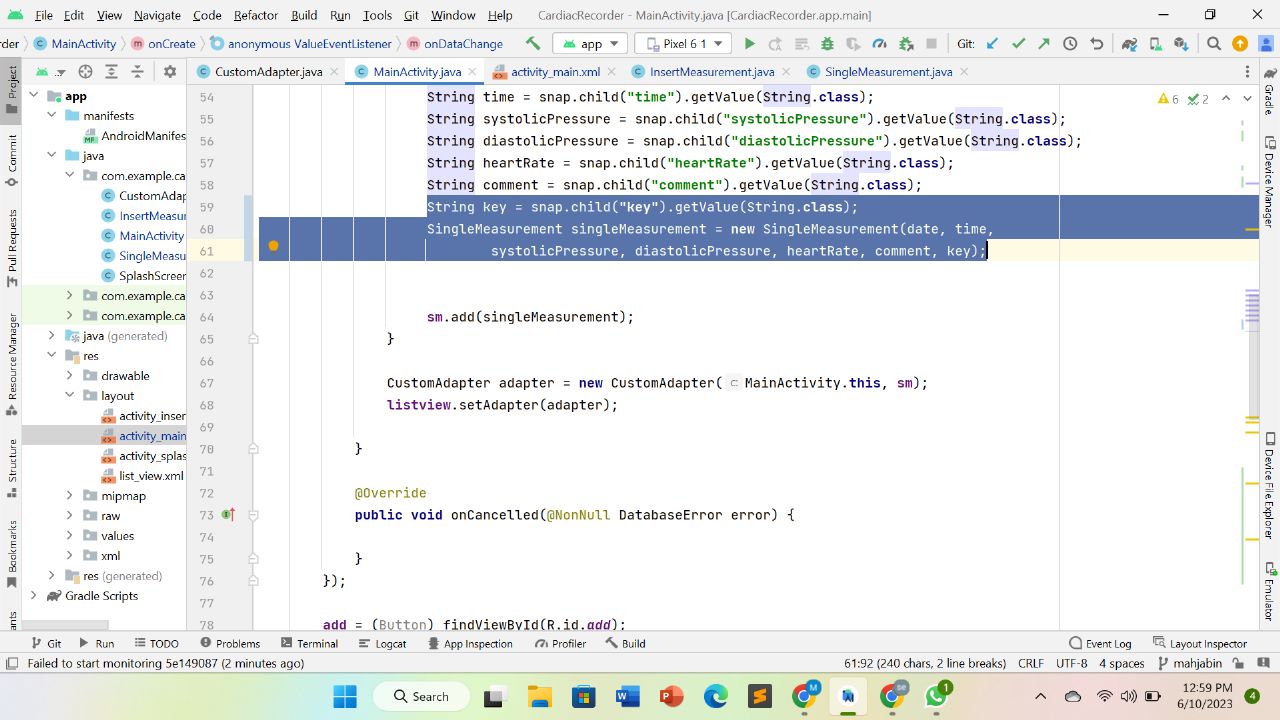 File Edit View Navigate Code Refactor Build Run Tools Git Window Help CardiacRecorder - MainActivity.java [CardiacRecorder.app.main]
rder MainActivity onCreate anonymous ValueEventListener onDataChange app Pixel 6 1 Git:
CustomAdapter.java MainActivity.java activity_main.xml InsertMeasurement.java SingleMeasurement.java
Project
Commit
Pull Requests
Resource Manager
Structure
Bookmarks
ants
app
manifests
AndroidManifes
java
com.example.ca
CustomAdap
InsertMeasur
MainActivity
SingleMeasu
SplashScreen
com.example.ca
com.example.ca
java (generated)
res
drawable
layout
activity_inser
activity_main
activity_splas
list_view.xml
mipmap
raw
values
xml
res (generated)
Gradle Scripts
6 2
54 String time = snap.child("time").getValue(String.class);
55 String systolicPressure = snap.child("systolicPressure").getValue(String.class);
56 String diastolicPressure = snap.child("diastolicPressure").getValue(String.class);
57 String heartRate = snap.child("heartRate").getValue(String.class);
58 String comment = snap.child("comment").getValue(String.class);
59 String key = snap.child("key").getValue(String.class);
60 SingleMeasurement singleMeasurement = new SingleMeasurement(date, time,
61 systolicPressure, diastolicPressure, heartRate, comment, key);
62
63
64 sm.add(singleMeasurement);
65 }
66
67 CustomAdapter adapter = new CustomAdapter( MainActivity.this, sm);
68 listview.setAdapter(adapter);
69
70 }
71
72 @Override
73 public void onCancelled(@NonNull DatabaseError error) {
74
75 }
76 });
77
78 add = (Button) findViewById(R.id.add);
Gradle
Device Manager
Device File Explorer
Emulator
Git Run TODO Problems Terminal Logcat App Inspection Profiler Build Event Log Layout Inspector
Failed to start monitoring 5e149087 (2 minutes ago) 61:92 (240 chars, 2 line breaks) CRLF UTF-8 4 spaces mahjabin
Search
12:59 PM
6/10/2023
4